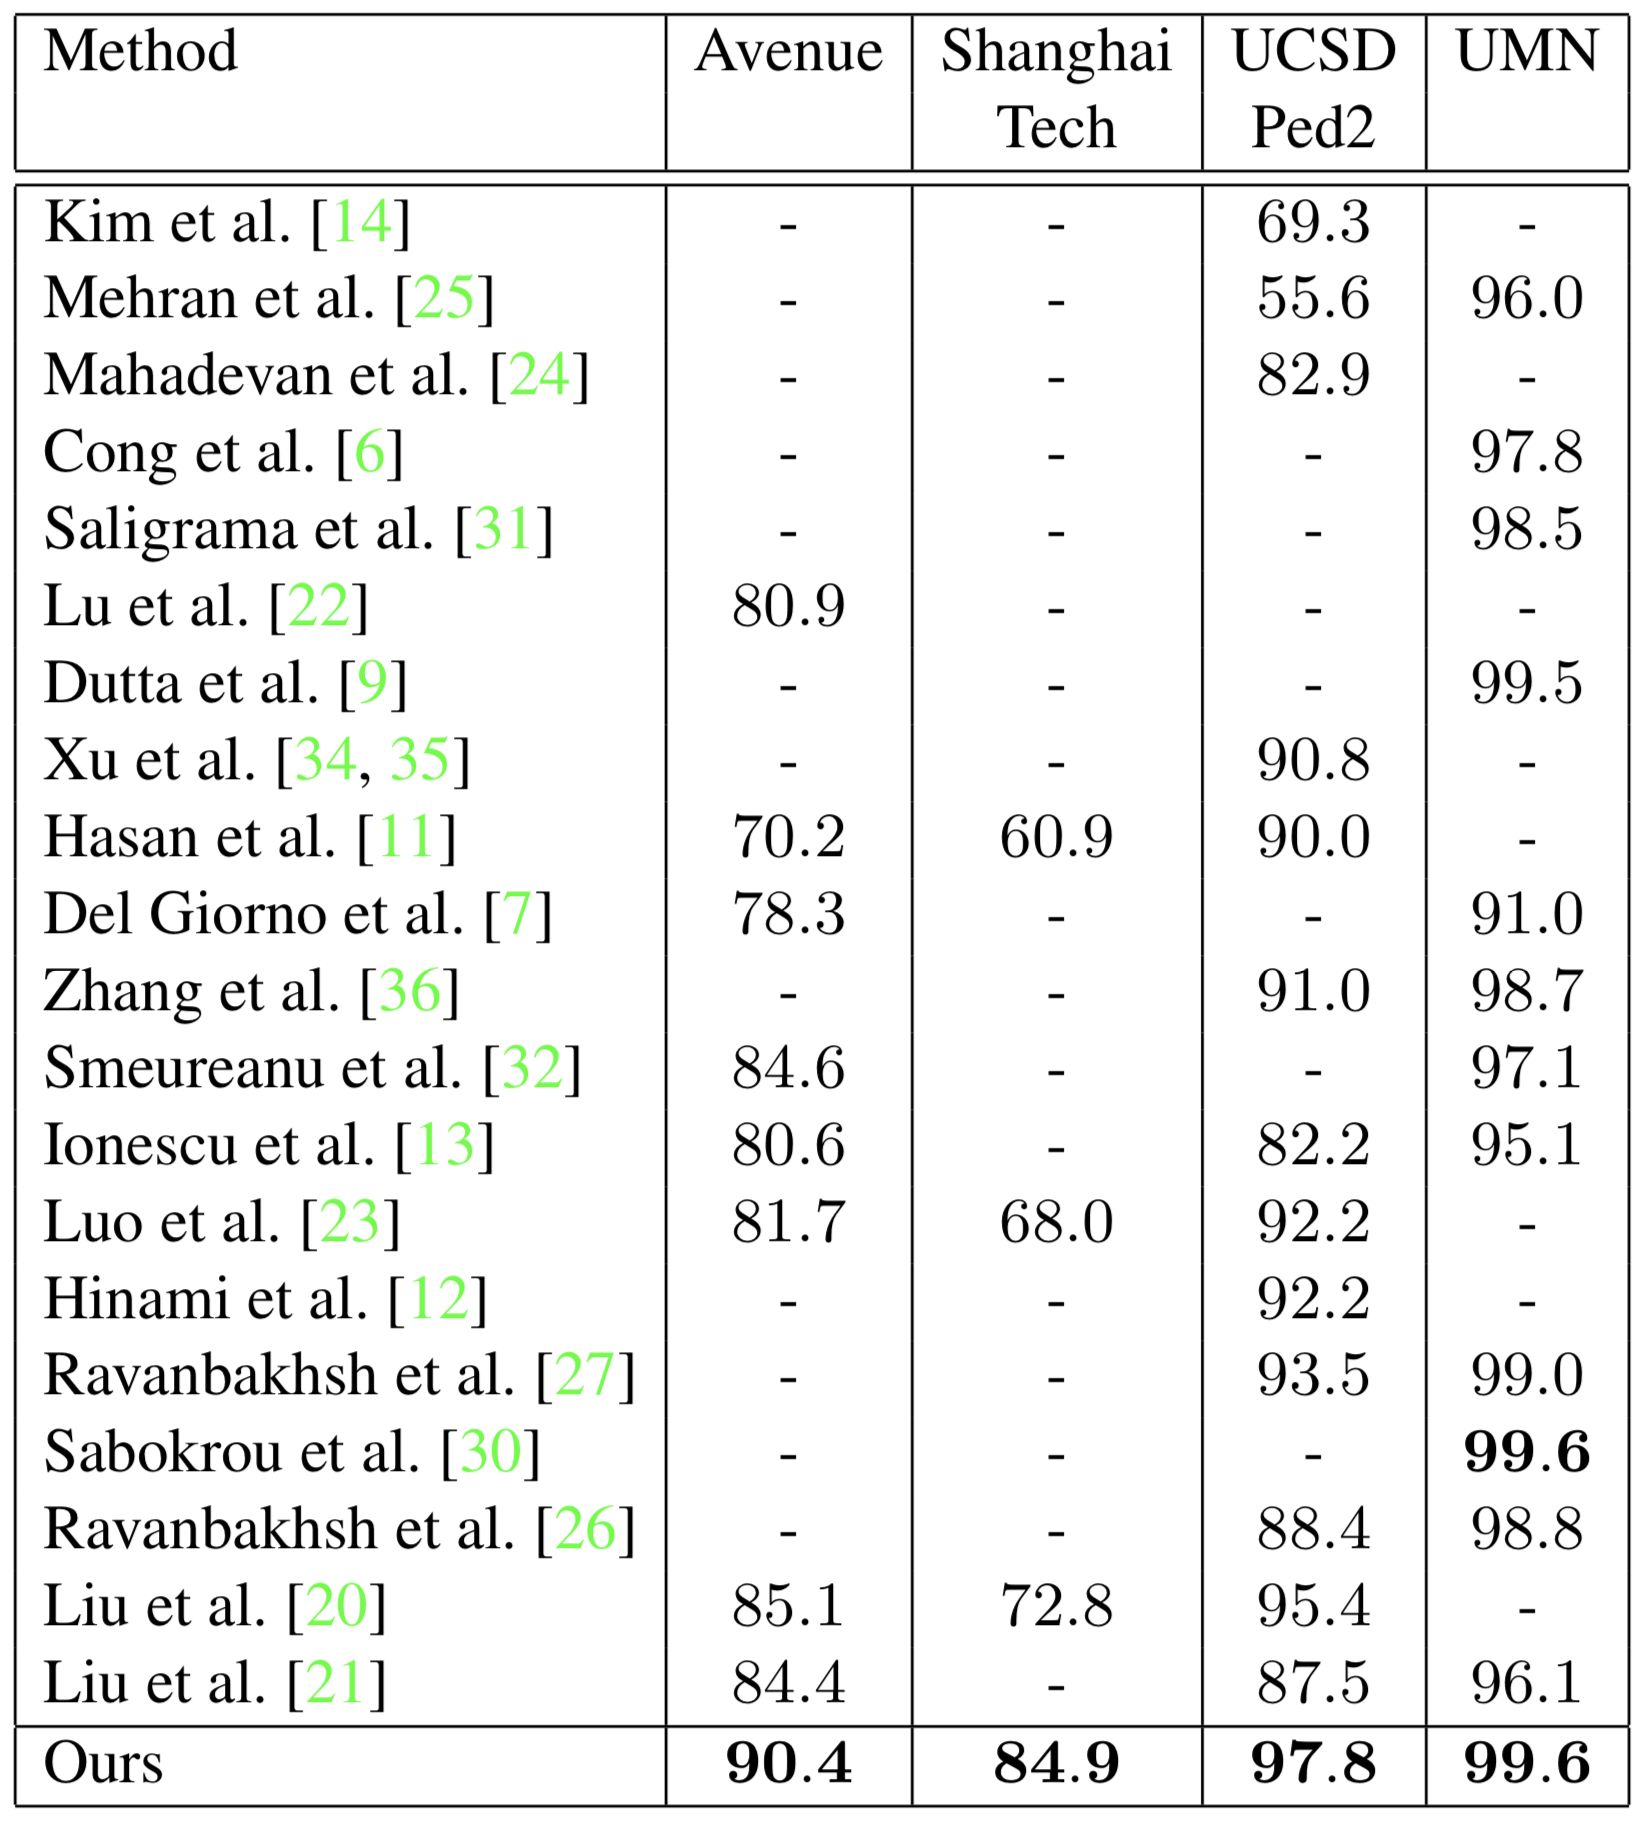 Method Avenue Shanghai Tech UCSD Ped2 UMN
Kim et al. [14] - - 69.3 -
Mehran et al. [25] - - 55.6 96.0
Mahadevan et al. [24] - - 82.9 -
Cong et al. [6] - - - 97.8
Saligrama et al. [31] - - - 98.5
Lu et al. [22] 80.9 - - -
Dutta et al. [9] - - - 99.5
Xu et al. [34, 35] - - 90.8 -
Hasan et al. [11] 70.2 60.9 90.0 -
Del Giorno et al. [7] 78.3 - - 91.0
Zhang et al. [36] - - 91.0 98.7
Smeureanu et al. [32] 84.6 - - 97.1
Ionescu et al. [13] 80.6 - 82.2 95.1
Luo et al. [23] 81.7 68.0 92.2 -
Hinami et al. [12] - - 92.2 -
Ravanbakhsh et al. [27] - - 93.5 99.0
Sabokrou et al. [30] - - - 99.6
Ravanbakhsh et al. [26] - - 88.4 98.8
Liu et al. [20] 85.1 72.8 95.4 -
Liu et al. [21] 84.4 - 87.5 96.1
Ours 90.4 84.9 97.8 99.6